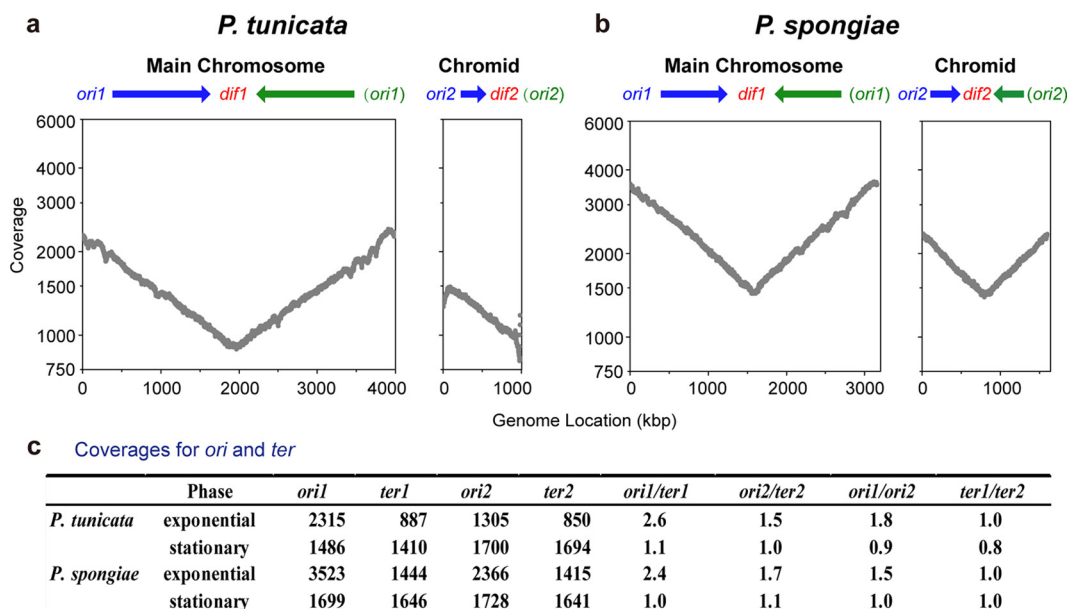 a P. tunicata
Main Chromosome Chromid
ori1 dif1 (ori1) ori2 dif2 (ori2)
6000
4000
3000
2000
1500
1000
750
Coverage
0 1000 2000 3000 4000 0 1000
b P. spongiae
Main Chromosome Chromid
ori1 dif1 (ori1) ori2 dif2 (ori2)
6000
4000
3000
2000
1500
1000
750
0 1000 2000 3000 0 1000
Genome Location (kbp)
c Coverages for ori and ter
Phase ori1 ter1 ori2 ter2 ori1/ter1 ori2/ter2 ori1/ori2 ter1/ter2
P. tunicata exponential 2315 887 1305 850 2.6 1.5 1.8 1.0
stationary 1486 1410 1700 1694 1.1 1.0 0.9 0.8
P. spongiae exponential 3523 1444 2366 1415 2.4 1.7 1.5 1.0
stationary 1699 1646 1728 1641 1.0 1.1 1.0 1.0